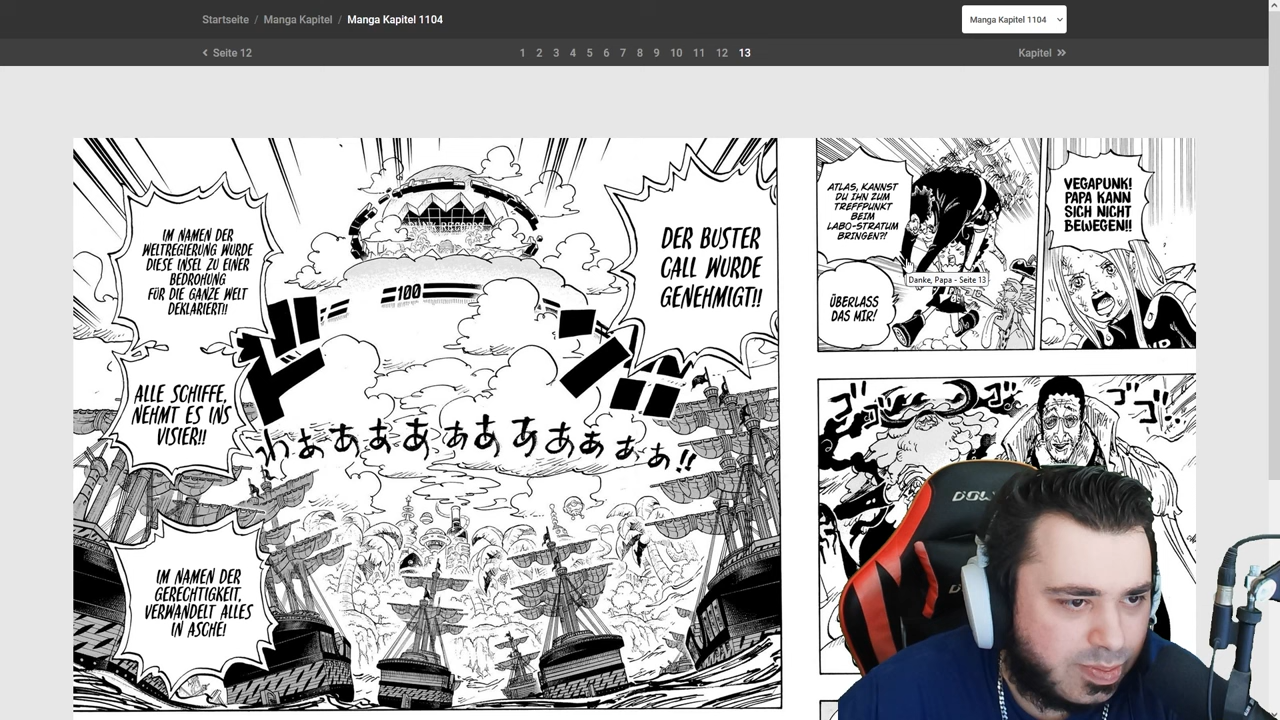 Startseite / Manga Kapitel / Manga Kapitel 1104
Manga Kapitel 1104
Seite 12
1 2 3 4 5 6 7 8 9 10 11 12 13
Kapitel
IM NAMEN DER
WELTREGIERUNG WURDE
DIESE INSEL ZU EINER
BEDROHUNG
FÜR DIE GANZE WELT
DEKLARIERT!!
ALLE SCHIFFE,
NEHMT ES INS
VISIER!!
IM NAMEN DER
GERECHTIGKEIT,
VERWANDELT ALLES
IN ASCHE!
DER BUSTER
CALL WURDE
GENEHMIGT!!
100
ドン
わああああああああああ!!
ATLAS, KANNST
DU IHN ZUM
TREFFPUNKT
BEIM
LABO-STRATUM
BRINGEN?!
ÜBERLASS
DAS MIR!
Danke, Papa - Seite 13
VEGAPUNK!
PAPA KANN
SICH NICHT
BEWEGEN!!
ゴゴ ゴゴ